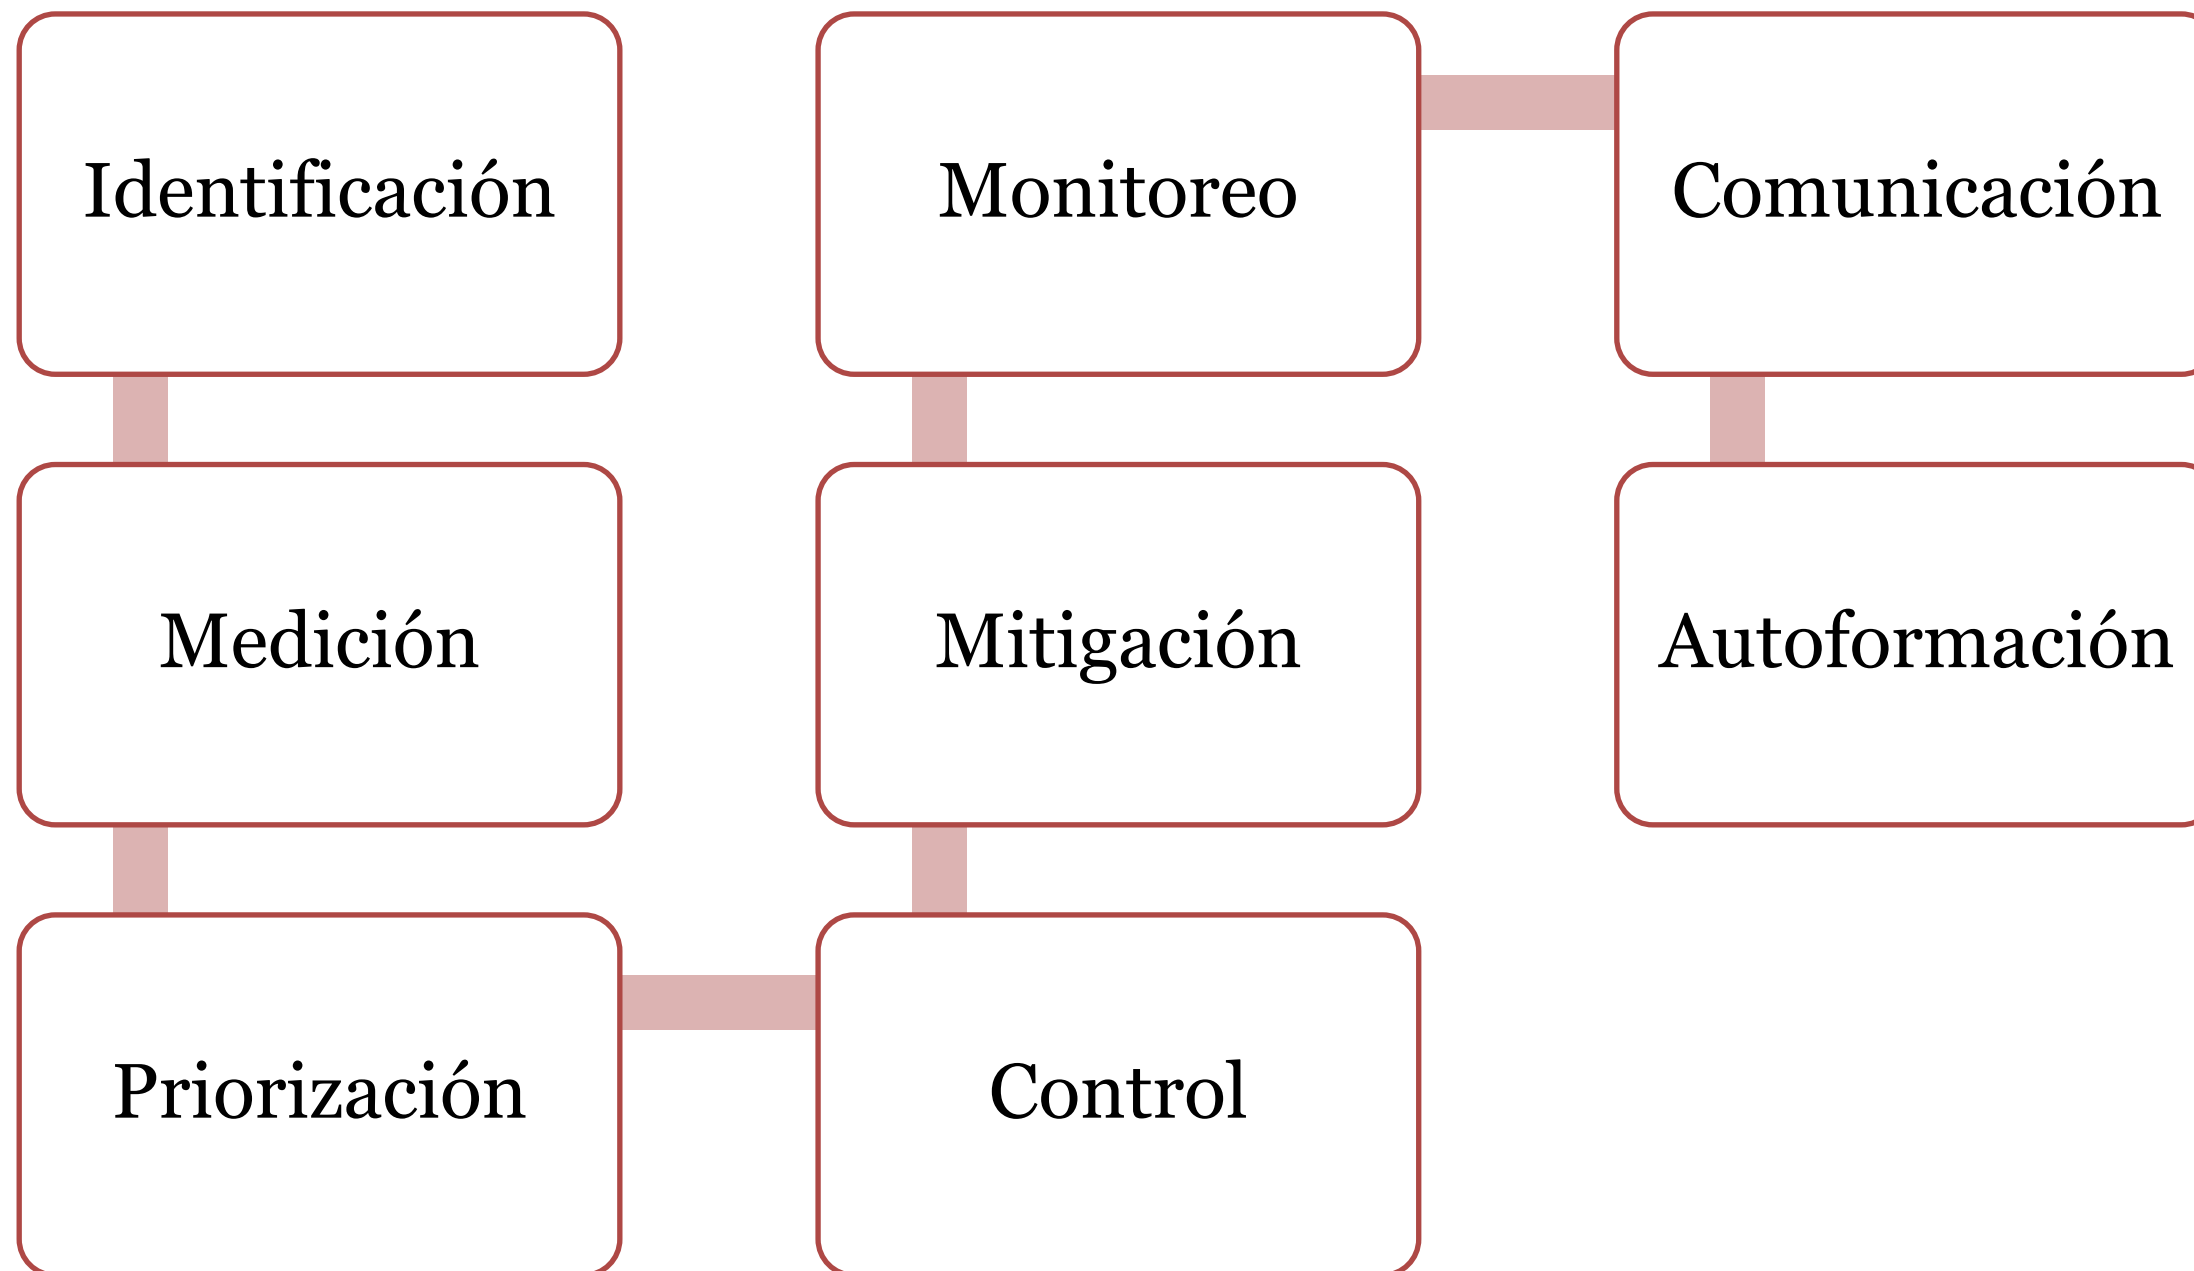 Identificación
Medición
Priorización
Control
Mitigación
Monitoreo
Comunicación
Autoformación